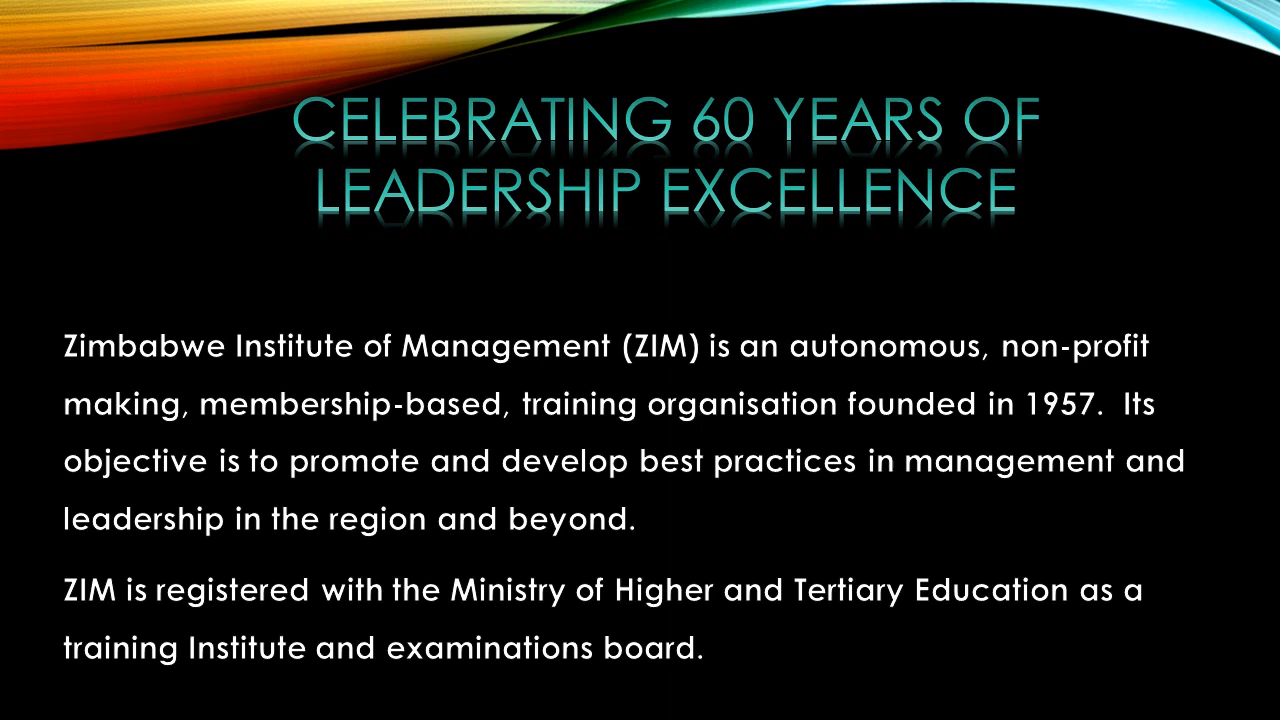 CELEBRATING 60 YEARS OF
LEADERSHIP EXCELLENCE
Zimbabwe Institute of Management (ZIM) is an autonomous, non-profit
making, membership-based, training organisation founded in 1957.  Its
objective is to promote and develop best practices in management and
leadership in the region and beyond.
ZIM is registered with the Ministry of Higher and Tertiary Education as a
training Institute and examinations board.